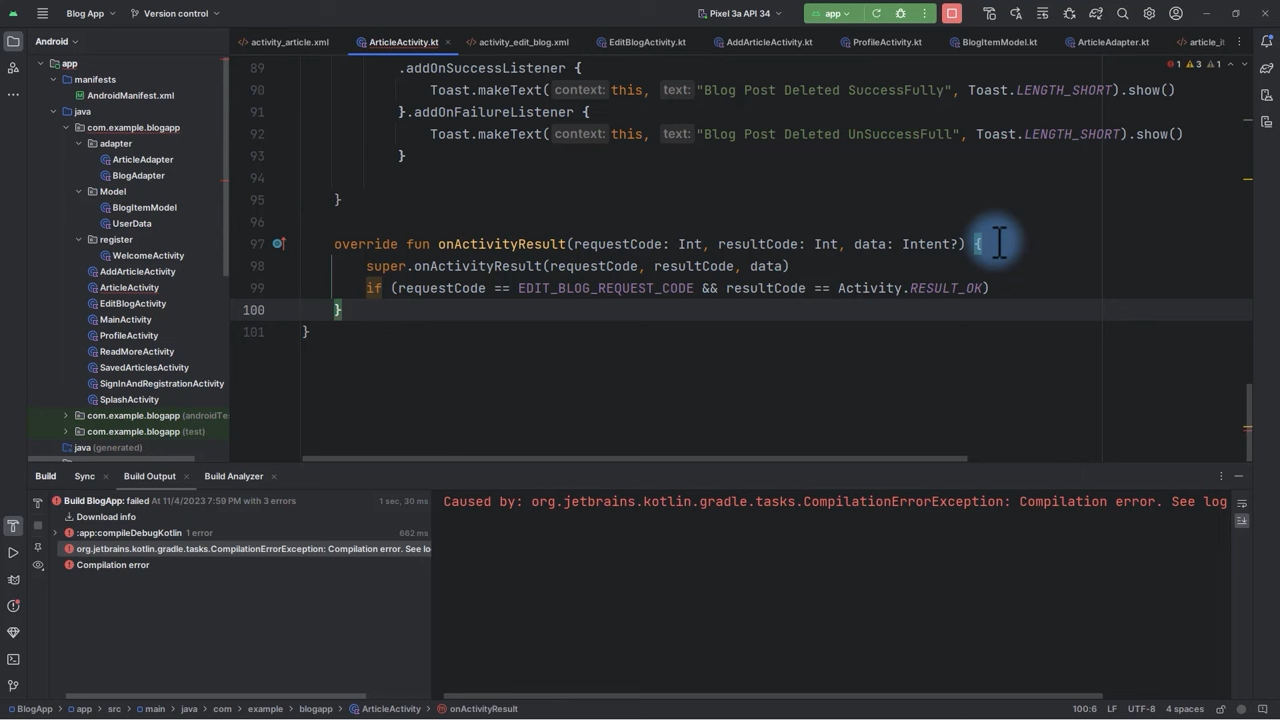 Blog App
Version control
Pixel 3a API 34
app
Android
activity_article.xml
ArticleActivity.kt
activity_edit_blog.xml
EditBlogActivity.kt
AddArticleActivity.kt
ProfileActivity.kt
BlogItemModel.kt
ArticleAdapter.kt
article_it
app
manifests
AndroidManifest.xml
java
com.example.blogapp
adapter
ArticleAdapter
BlogAdapter
Model
BlogItemModel
UserData
register
WelcomeActivity
AddArticleActivity
ArticleActivity
EditBlogActivity
MainActivity
ProfileActivity
ReadMoreActivity
SavedArticlesActivity
SignInAndRegistrationActivity
SplashActivity
com.example.blogapp (androidTe
com.example.blogapp (test)
java (generated)
1 3 1
89 .addOnSuccessListener {
90 Toast.makeText( context: this, text: "Blog Post Deleted SuccessFully", Toast.LENGTH_SHORT).show()
91 }.addOnFailureListener {
92 Toast.makeText( context: this, text: "Blog Post Deleted UnSuccessFull", Toast.LENGTH_SHORT).show()
93 }
94
95 }
96
97 override fun onActivityResult(requestCode: Int, resultCode: Int, data: Intent?) {
98 super.onActivityResult(requestCode, resultCode, data)
99 if (requestCode == EDIT_BLOG_REQUEST_CODE && resultCode == Activity.RESULT_OK)
100 }
101 }
Build
Sync
Build Output
Build Analyzer
Build BlogApp: failed At 11/4/2023 7:59 PM with 3 errors 1 sec, 30 ms
Download info
:app:compileDebugKotlin 1 error 662 ms
org.jetbrains.kotlin.gradle.tasks.CompilationErrorException: Compilation error. See lo
Compilation error
Caused by: org.jetbrains.kotlin.gradle.tasks.CompilationErrorException: Compilation error. See log
BlogApp > app > src > main > java > com > example > blogapp > ArticleActivity > onActivityResult
100:6 LF UTF-8 4 spaces